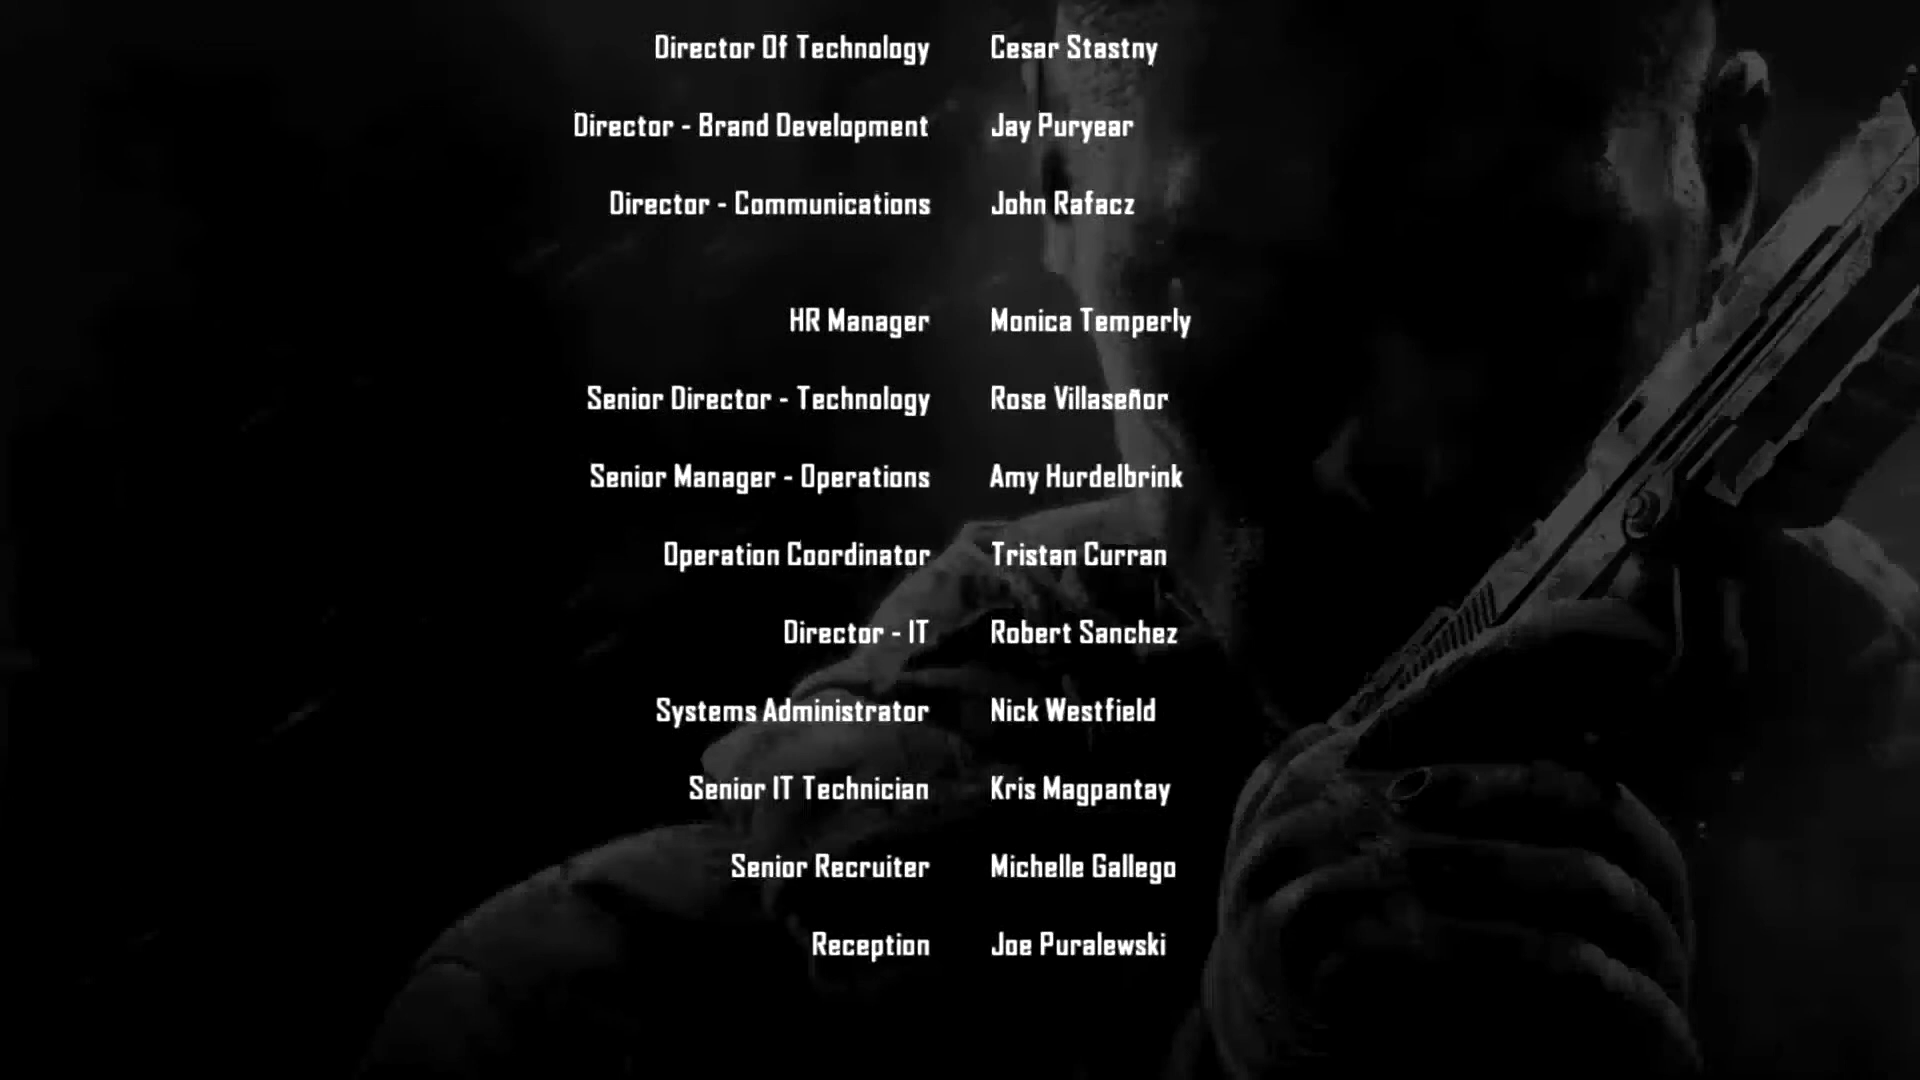 Director Of Technology Cesar Stastny
Director - Brand Development Jay Puryear
Director - Communications John Rafacz
HR Manager Monica Temperly
Senior Director - Technology Rose Villaseñor
Senior Manager - Operations Amy Hurdelbrink
Operation Coordinator Tristan Curran
Director - IT Robert Sanchez
Systems Administrator Nick Westfield
Senior IT Technician Kris Magpantay
Senior Recruiter Michelle Gallego
Reception Joe Puralewski